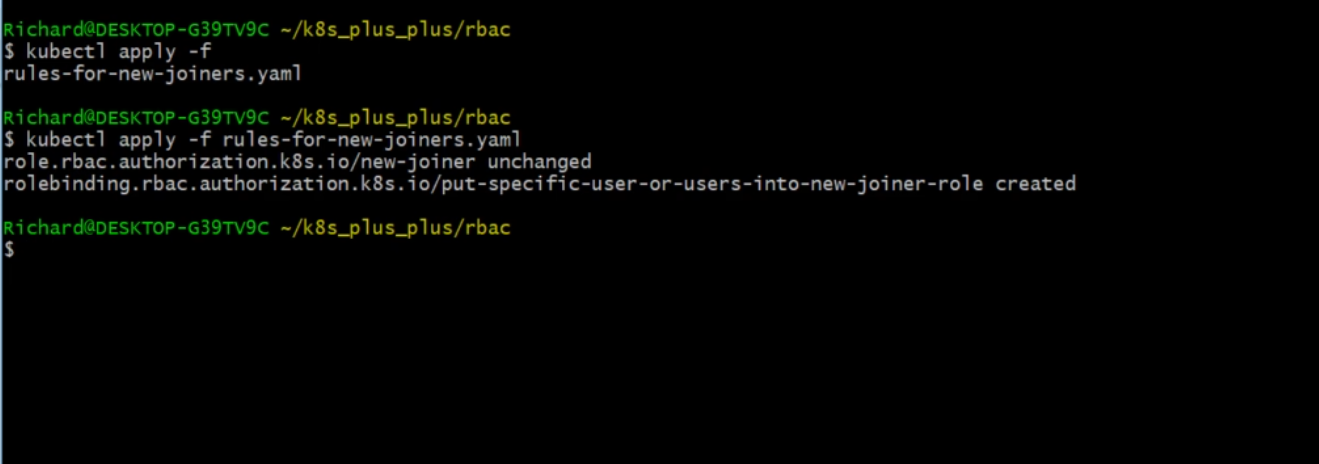 Richard@DESKTOP-G39TV9C ~/k8s_plus_plus/rbac
$ kubectl apply -f
rules-for-new-joiners.yaml
Richard@DESKTOP-G39TV9C ~/k8s_plus_plus/rbac
$ kubectl apply -f rules-for-new-joiners.yaml
role.rbac.authorization.k8s.io/new-joiner unchanged
rolebinding.rbac.authorization.k8s.io/put-specific-user-or-users-into-new-joiner-role created
Richard@DESKTOP-G39TV9C ~/k8s_plus_plus/rbac
$